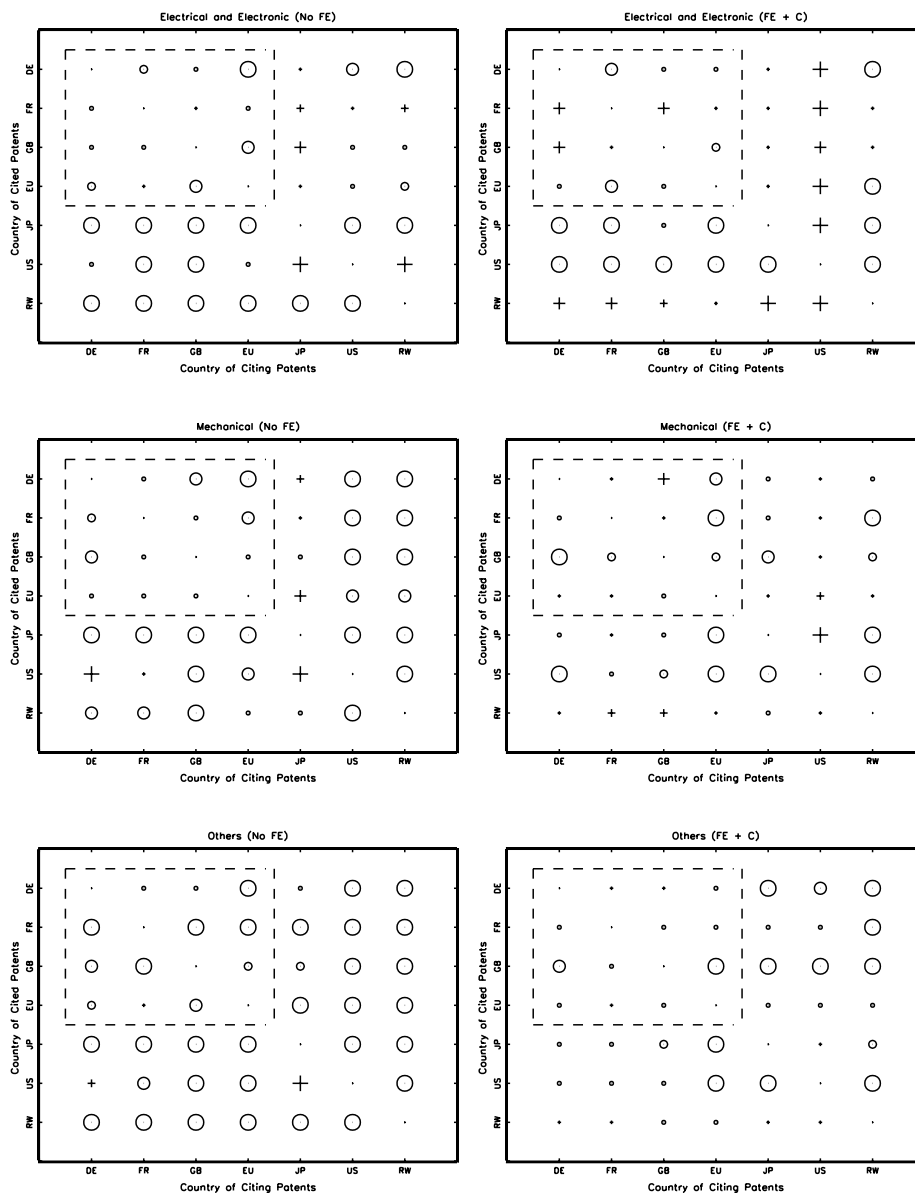 Electrical and Electronic (No FE)
Country of Cited Patents
DE
FR
GB
EU
JP
US
RW
DE FR GB EU JP US RW
Country of Citing Patents
Electrical and Electronic (FE + C)
Country of Cited Patents
DE
FR
GB
EU
JP
US
RW
DE FR GB EU JP US RW
Country of Citing Patents
Mechanical (No FE)
Country of Cited Patents
DE
FR
GB
EU
JP
US
RW
DE FR GB EU JP US RW
Country of Citing Patents
Mechanical (FE + C)
Country of Cited Patents
DE
FR
GB
EU
JP
US
RW
DE FR GB EU JP US RW
Country of Citing Patents
Others (No FE)
Country of Cited Patents
DE
FR
GB
EU
JP
US
RW
DE FR GB EU JP US RW
Country of Citing Patents
Others (FE + C)
Country of Cited Patents
DE
FR
GB
EU
JP
US
RW
DE FR GB EU JP US RW
Country of Citing Patents